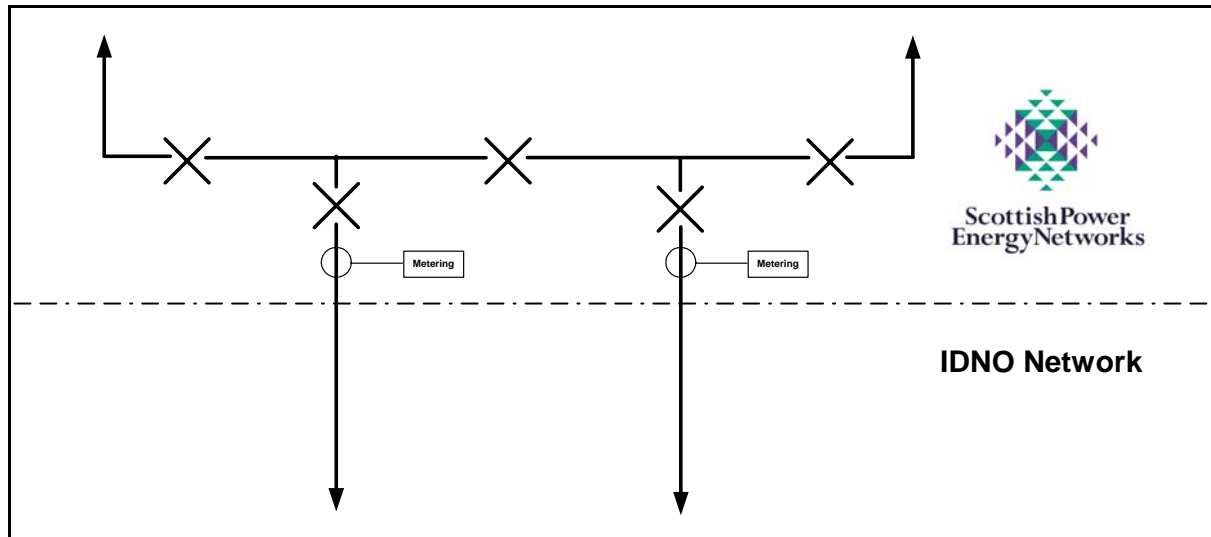 Metering
Metering
ScottishPower
EnergyNetworks
IDNO Network